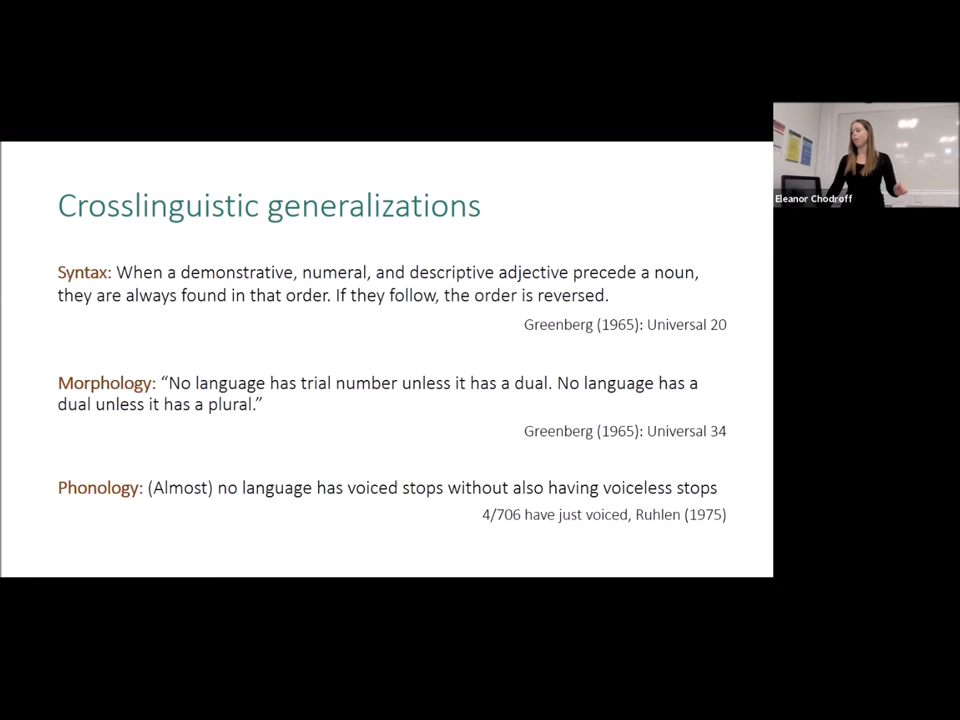 Crosslinguistic generalizations
Syntax: When a demonstrative, numeral, and descriptive adjective precede a noun,
they are always found in that order. If they follow, the order is reversed.
Greenberg (1965): Universal 20
Morphology: “No language has trial number unless it has a dual. No language has a
dual unless it has a plural.”
Greenberg (1965): Universal 34
Phonology: (Almost) no language has voiced stops without also having voiceless stops
4/706 have just voiced, Ruhlen (1975)
Eleanor Chodroff